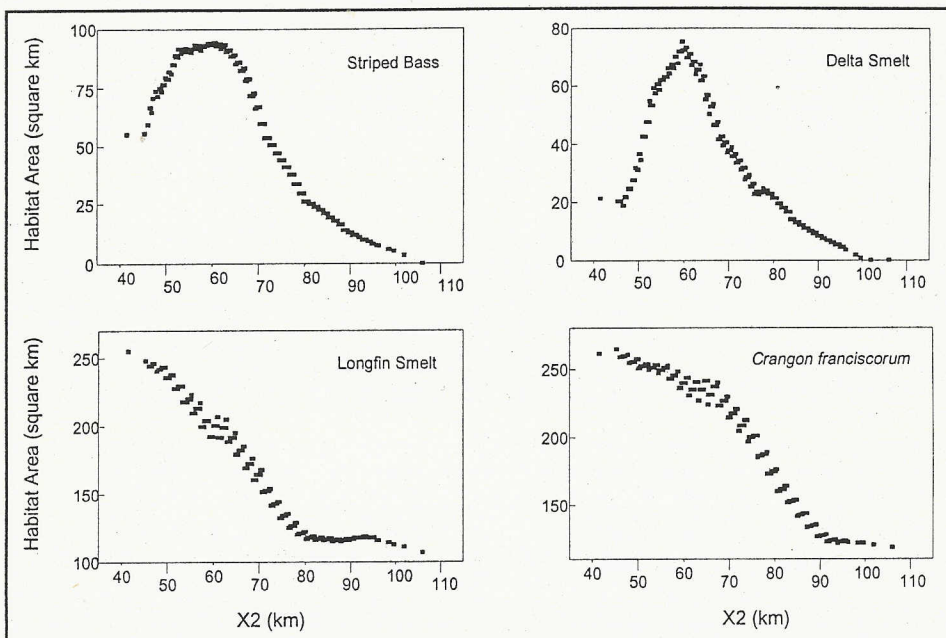 Habitat Area (square km)
100
75
50
25
0
Striped Bass
40 50 60 70 80 90 100 110
80
60
40
20
0
Delta Smelt
40 50 60 70 80 90 100 110
Habitat Area (square km)
250
200
150
100
Longfin Smelt
40 50 60 70 80 90 100 110
X2 (km)
250
200
150
Crangon franciscorum
40 50 60 70 80 90 100 110
X2 (km)